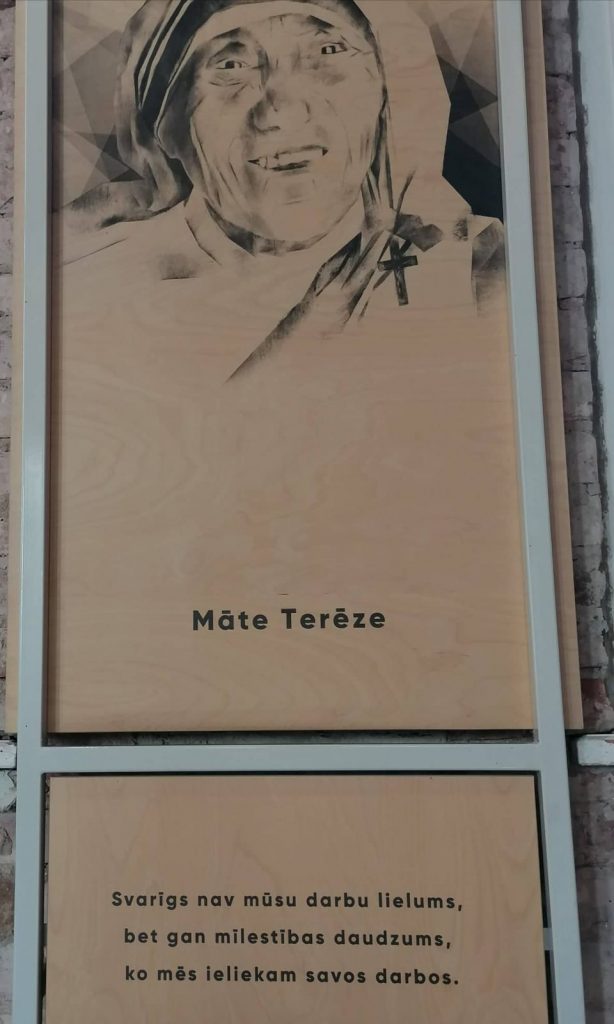 Māte Terēze
Svarīgs nav mūsu darbu lielums,
bet gan mīlestības daudzums,
ko mēs ieliekam savos darbos.